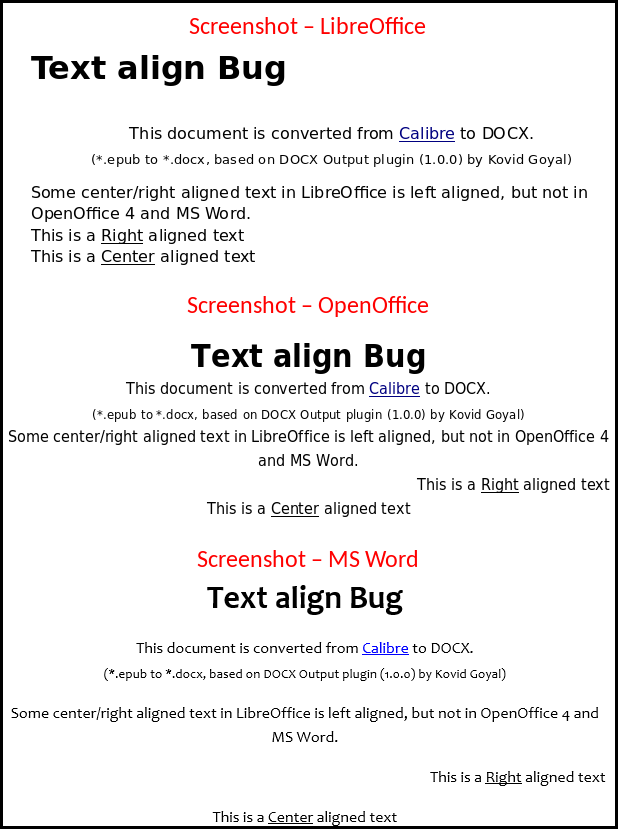 Screenshot – LibreOffice
Text align Bug
This document is converted from Calibre to DOCX.
(*.epub to *.docx, based on DOCX Output plugin (1.0.0) by Kovid Goyal)
Some center/right aligned text in LibreOffice is left aligned, but not in
OpenOffice 4 and MS Word.
This is a Right aligned text
This is a Center aligned text
Screenshot – OpenOffice
Text align Bug
This document is converted from Calibre to DOCX.
(*.epub to *.docx, based on DOCX Output plugin (1.0.0) by Kovid Goyal)
Some center/right aligned text in LibreOffice is left aligned, but not in OpenOffice 4
and MS Word.
This is a Right aligned text
This is a Center aligned text
Screenshot – MS Word
Text align Bug
This document is converted from Calibre to DOCX.
(*.epub to *.docx, based on DOCX Output plugin (1.0.0) by Kovid Goyal)
Some center/right aligned text in LibreOffice is left aligned, but not in OpenOffice 4 and
MS Word.
This is a Right aligned text
This is a Center aligned text